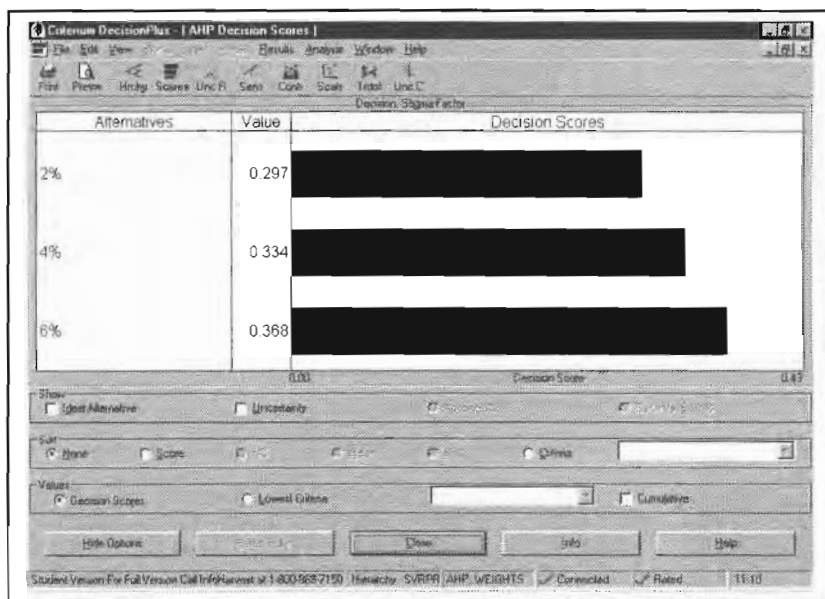 Criterium DecisionPlus - [ AHP Decision Scores ]
File Edit View Results Analysis Window Help
Print Preview Hrchy Scores Unc.R Sens Contr Scale Trdof Unc.C
Decision: Sigma Factor
Alternatives Value Decision Scores
2% 0.297
4% 0.334
6% 0.368
0.00 Decision Score 0.43
Show
Ideal Alternative Uncertainty
Sort
None Score Criteria
Values
Decision Scores Lowest Criteria Cumulative
Hide Options Close Info Help
Student Version For Full Version Call InfoHarvest at 1-800-968-7150 Hierarchy SVRPR AHP WEIGHTS Connected Rated 11:10